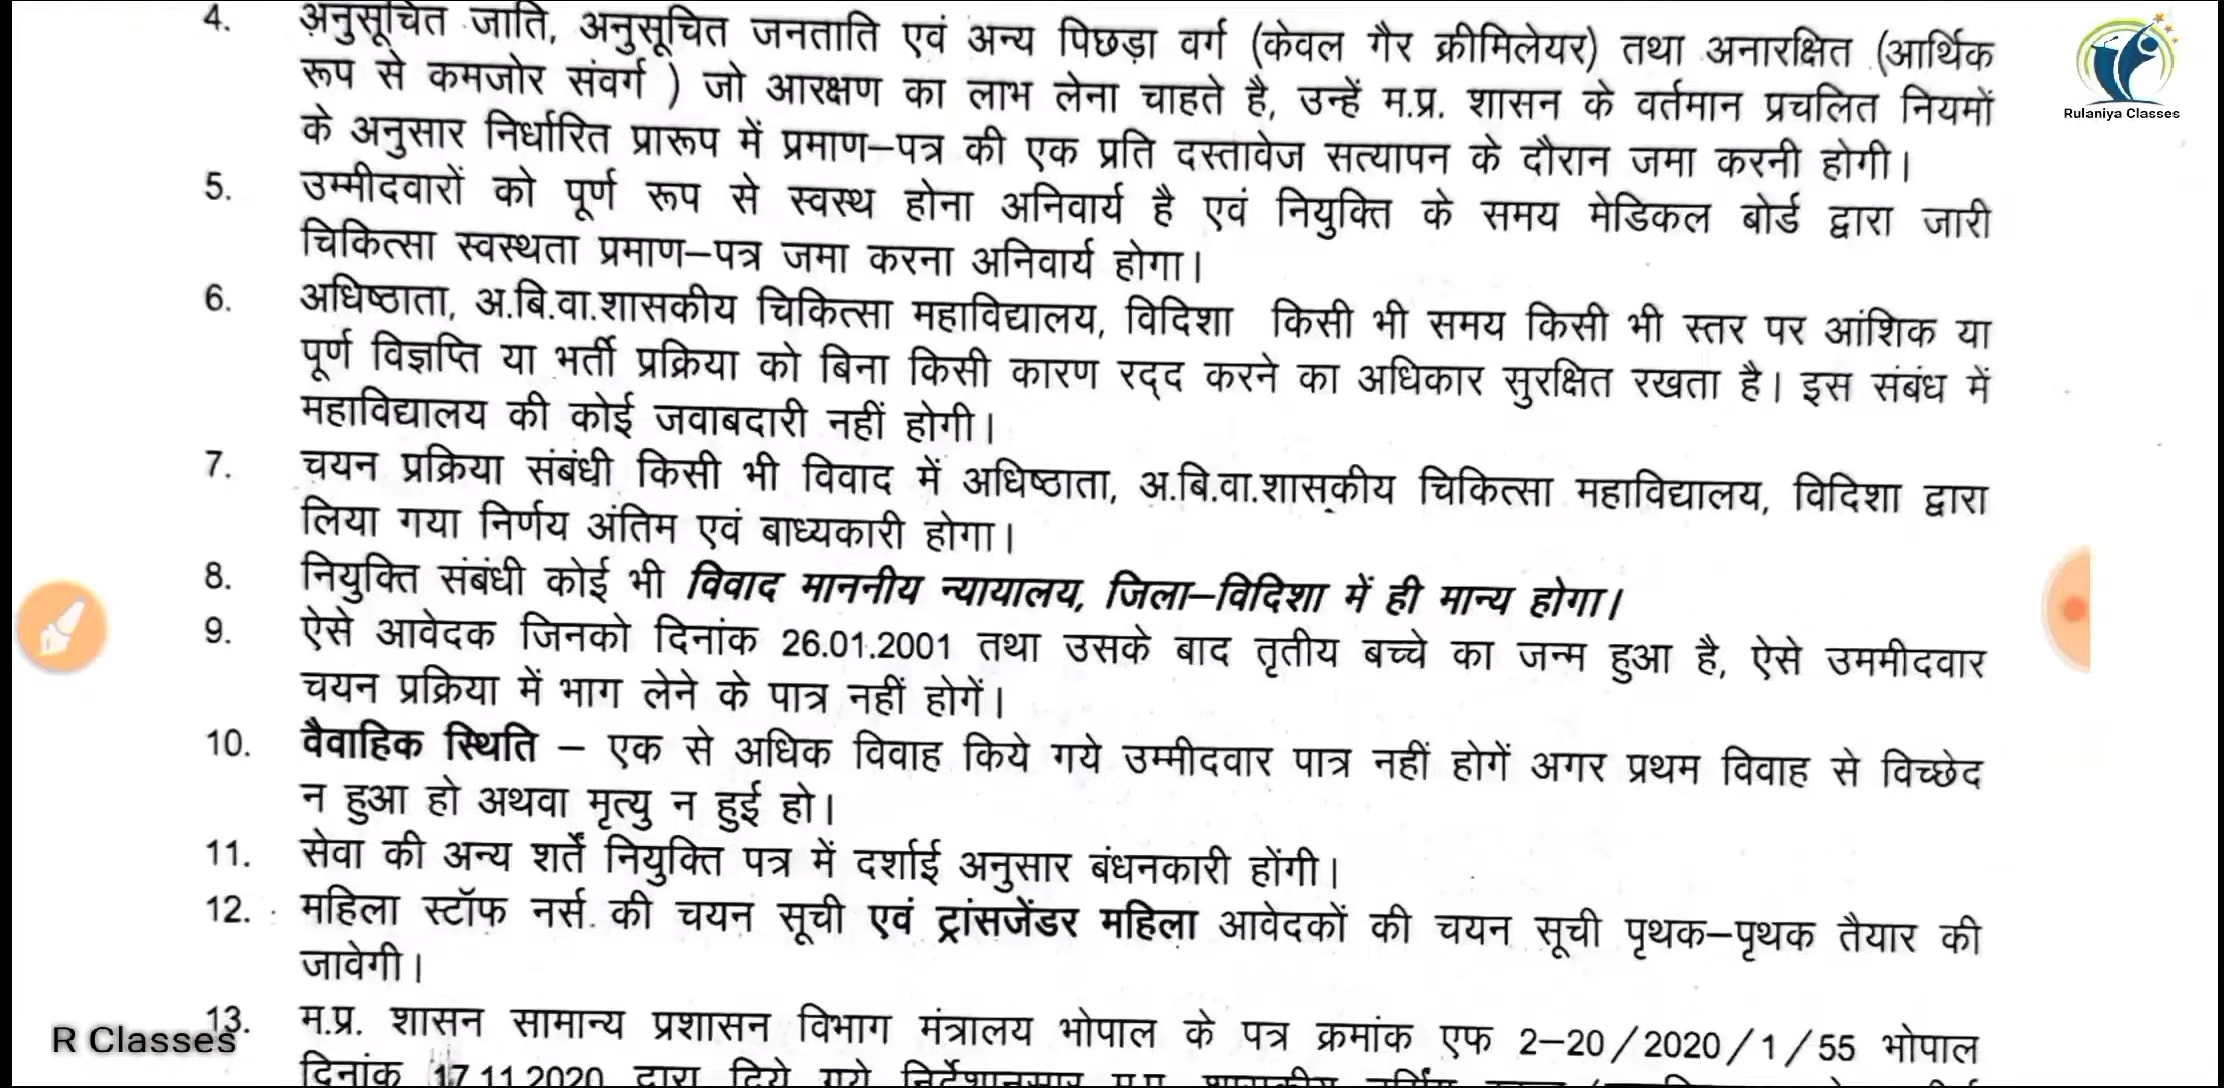 4. अनुसूचित जाति, अनुसूचित जनताति एवं अन्य पिछड़ा वर्ग (केवल गैर क्रीमिलेयर) तथा अनारक्षित (आर्थिक
रूप से कमजोर संवर्ग ) जो आरक्षण का लाभ लेना चाहते है, उन्हें म.प्र. शासन के वर्तमान प्रचलित नियमों
के अनुसार निर्धारित प्रारूप में प्रमाण–पत्र की एक प्रति दस्तावेज सत्यापन के दौरान जमा करनी होगी।
5. उम्मीदवारों को पूर्ण रूप से स्वस्थ होना अनिवार्य है एवं नियुक्ति के समय मेडिकल बोर्ड द्वारा जारी
चिकित्सा स्वस्थता प्रमाण–पत्र जमा करना अनिवार्य होगा।
6. अधिष्ठाता, अ.बि.वा.शासकीय चिकित्सा महाविद्यालय, विदिशा किसी भी समय किसी भी स्तर पर आंशिक या
पूर्ण विज्ञप्ति या भर्ती प्रक्रिया को बिना किसी कारण रद्द करने का अधिकार सुरक्षित रखता है। इस संबंध में
महाविद्यालय की कोई जवाबदारी नहीं होगी।
7. चयन प्रक्रिया संबंधी किसी भी विवाद में अधिष्ठाता, अ.बि.वा.शासकीय चिकित्सा महाविद्यालय, विदिशा द्वारा
लिया गया निर्णय अंतिम एवं बाध्यकारी होगा।
8. नियुक्ति संबंधी कोई भी विवाद माननीय न्यायालय, जिला–विदिशा में ही मान्य होगा।
9. ऐसे आवेदक जिनको दिनांक 26.01.2001 तथा उसके बाद तृतीय बच्चे का जन्म हुआ है, ऐसे उममीदवार
चयन प्रक्रिया में भाग लेने के पात्र नहीं होगें।
10. वैवाहिक स्थिति – एक से अधिक विवाह किये गये उम्मीदवार पात्र नहीं होगें अगर प्रथम विवाह से विच्छेद
न हुआ हो अथवा मृत्यु न हुई हो।
11. सेवा की अन्य शर्तें नियुक्ति पत्र में दर्शाई अनुसार बंधनकारी होंगी।
12. महिला स्टॉफ नर्स की चयन सूची एवं ट्रांसजेंडर महिला आवेदकों की चयन सूची पृथक–पृथक तैयार की
जावेगी।
13. म.प्र. शासन सामान्य प्रशासन विभाग मंत्रालय भोपाल के पत्र क्रमांक एफ 2–20/2020/1/55 भोपाल
दिनांक 17.11.2020 द्वारा दिये गये निर्देशानुसार
Rulaniya Classes
R Classes